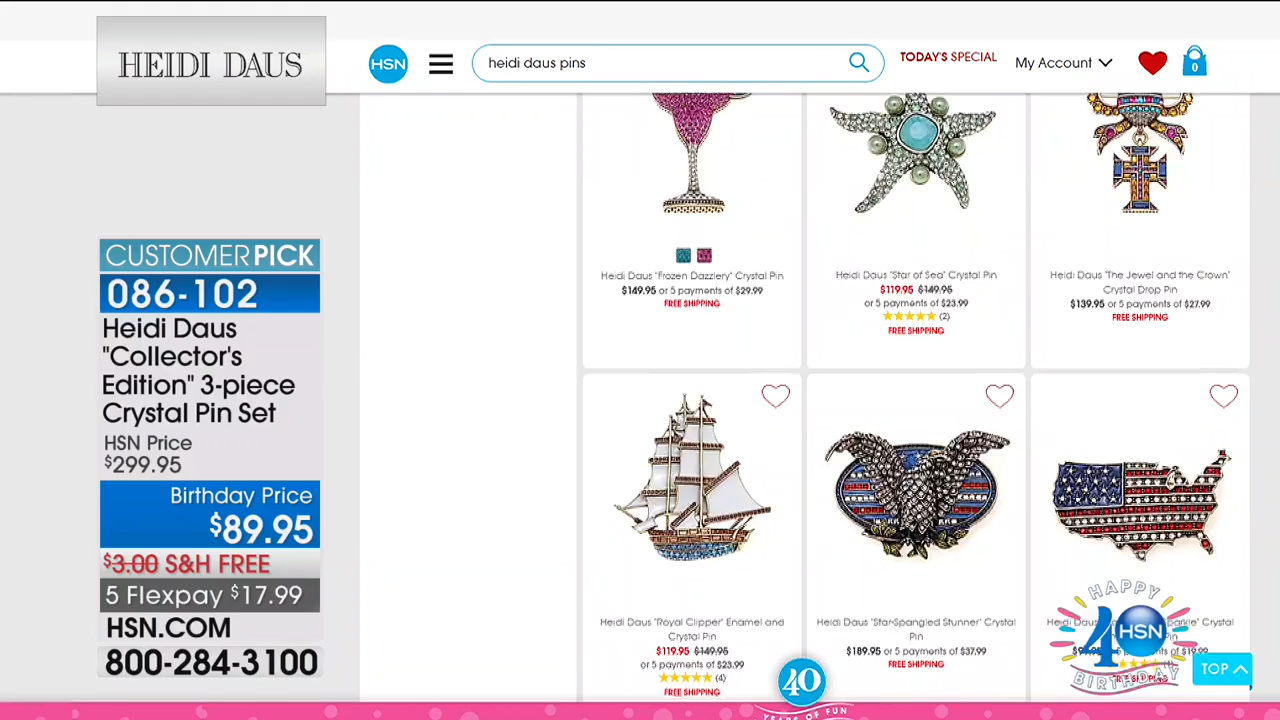 HEIDI DAUS
HSN
heidi daus pins
TODAY'S SPECIAL
My Account
0
CUSTOMER PICK
086-102
Heidi Daus
"Collector's
Edition" 3-piece
Crystal Pin Set
HSN Price
$299.95
Birthday Price
$89.95
$3.00 S&H FREE
5 Flexpay $17.99
HSN.COM
800-284-3100
Heidi Daus "Frozen Dazzlery" Crystal Pin
$149.95 or 5 payments of $29.99
FREE SHIPPING
Heidi Daus "Star of Sea" Crystal Pin
$119.95 $149.95
or 5 payments of $23.99
(2)
FREE SHIPPING
Heidi Daus "The Jewel and the Crown"
Crystal Drop Pin
$139.95 or 5 payments of $27.99
FREE SHIPPING
Heidi Daus "Royal Clipper" Enamel and
Crystal Pin
$119.95 $149.95
or 5 payments of $23.99
(4)
FREE SHIPPING
Heidi Daus "Star-Spangled Stunner" Crystal
Pin
$189.95 or 5 payments of $37.99
FREE SHIPPING
Heidi Daus Crystal
HAPPY
40 HSN
BIRTHDAY
TOP
40
YEARS OF FUN